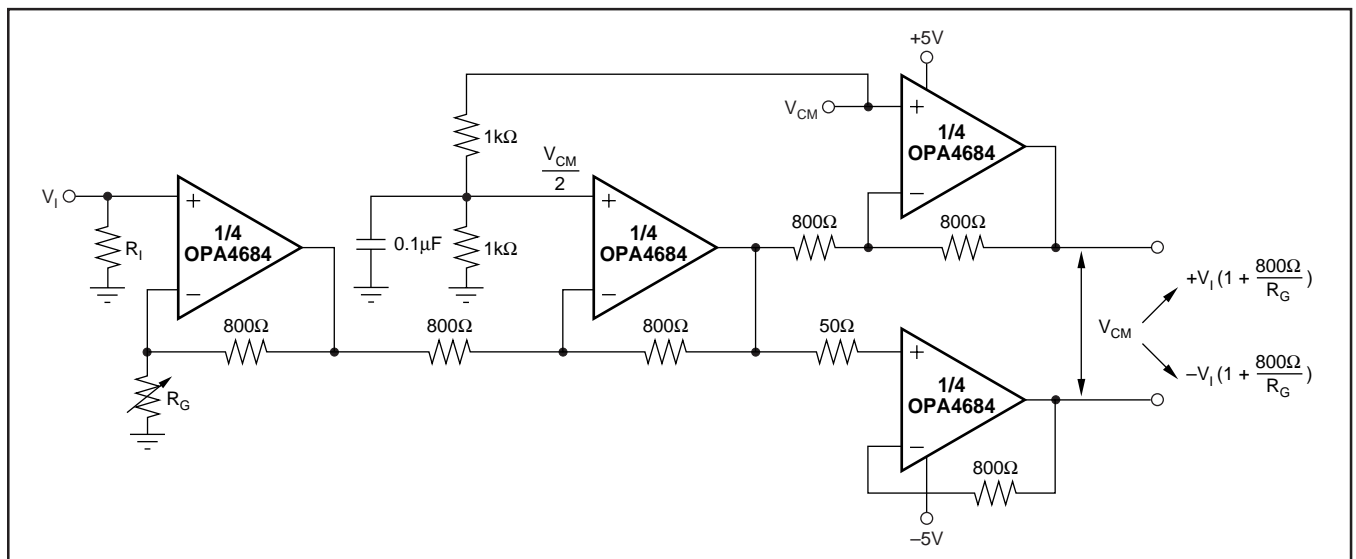 +5V
V_CM
+
1/4
OPA4684
−
1kΩ
V_CM/2
V_I
+
1/4
OPA4684
−
R_I
0.1µF
1kΩ
+
1/4
OPA4684
−
800Ω
800Ω
800Ω
800Ω
800Ω
50Ω
R_G
+
1/4
OPA4684
−
800Ω
−5V
+V_I (1 + 800Ω/R_G)
V_CM
−V_I (1 + 800Ω/R_G)